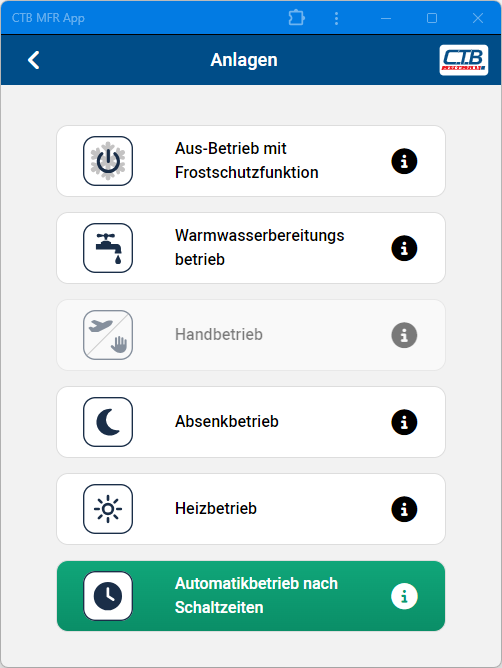 CTB MFR App
Anlagen
CTB
Aus-Betrieb mit
Frostschutzfunktion
Warmwasserbereitungs
betrieb
Handbetrieb
Absenkbetrieb
Heizbetrieb
Automatikbetrieb nach
Schaltzeiten